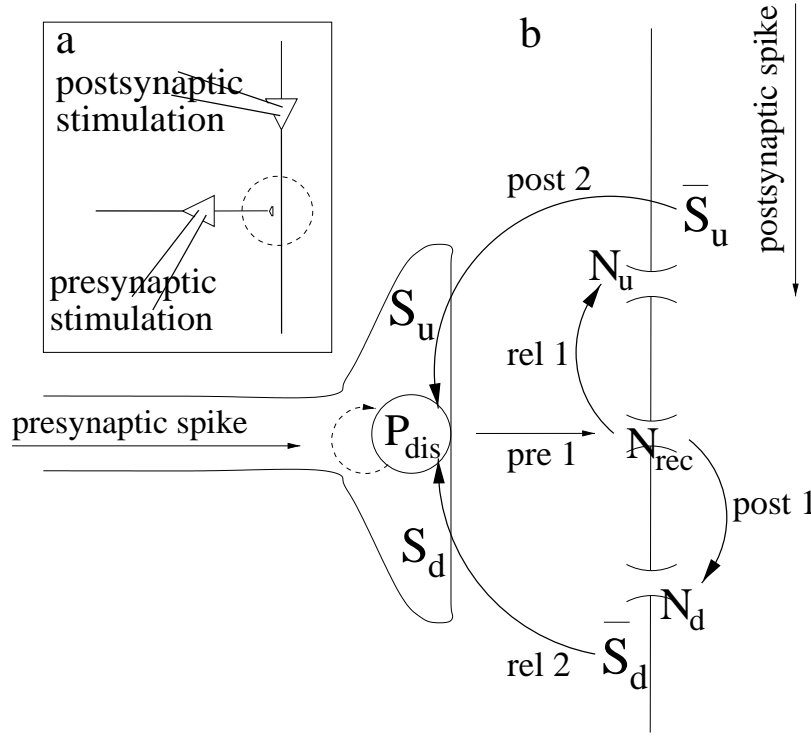 a
postsynaptic
stimulation
presynaptic
stimulation
b
postsynaptic spike
post 2
S̅u
Nu
Su
rel 1
presynaptic spike
Pdis
pre 1
Nrec
post 1
Sd
Nd
rel 2
S̅d